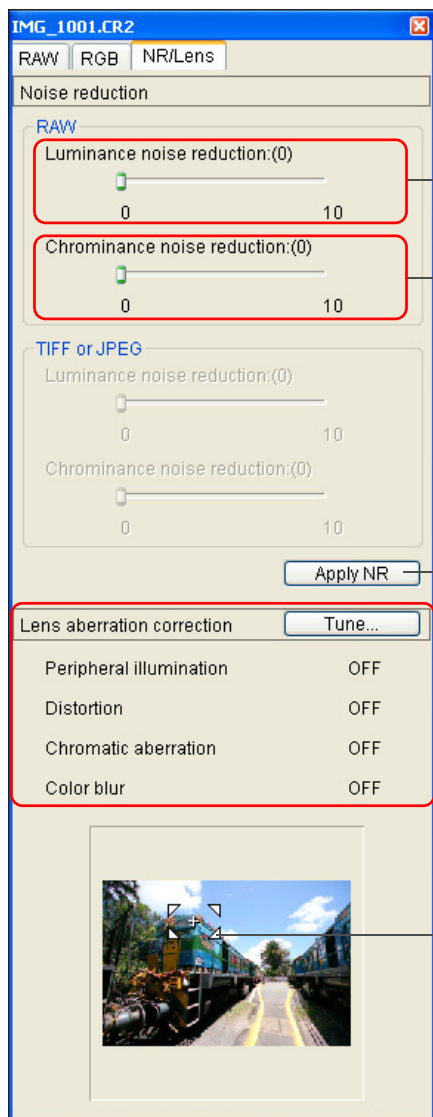 IMG_1001.CR2
RAW RGB NR/Lens
Noise reduction
RAW
Luminance noise reduction:(0)
0 10
Chrominance noise reduction:(0)
0 10
TIFF or JPEG
Luminance noise reduction:(0)
0 10
Chrominance noise reduction:(0)
0 10
Apply NR
Lens aberration correction Tune...
Peripheral illumination OFF
Distortion OFF
Chromatic aberration OFF
Color blur OFF